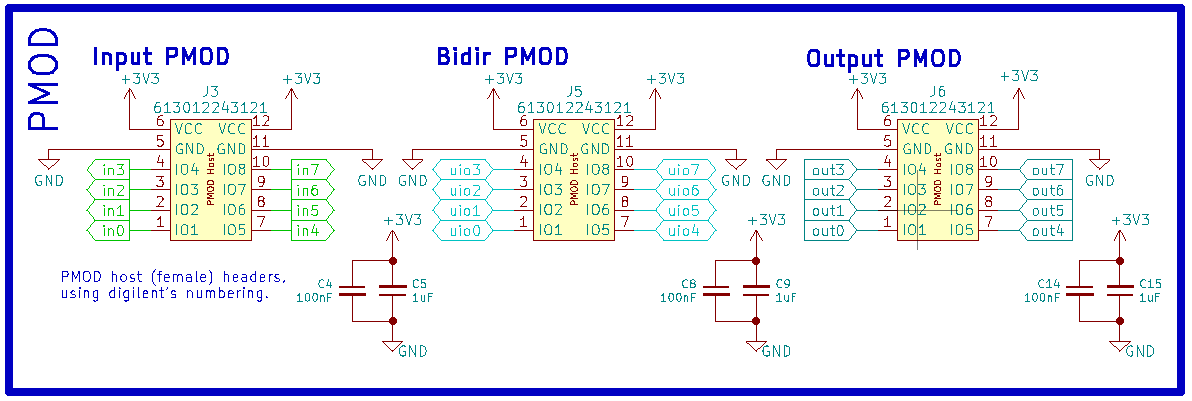 PMOD
Input PMOD
+3V3
+3V3
J3
613012243121
6 VCC VCC 12
5 GND GND 11
GND
GND
in3 4 IO4 IO8 10 in7
in2 3 IO3 IO7 9 in6
in1 2 IO2 IO6 8 in5
in0 1 IO1 IO5 7 in4
PMOD Host
PMOD host (female) headers,
using digilent's numbering.
+3V3
C4
100nF
C5
1uF
GND
Bidir PMOD
+3V3
+3V3
J5
613012243121
6 VCC VCC 12
5 GND GND 11
GND
GND
uio3 4 IO4 IO8 10 uio7
uio2 3 IO3 IO7 9 uio6
uio1 2 IO2 IO6 8 uio5
uio0 1 IO1 IO5 7 uio4
PMOD Host
+3V3
C8
100nF
C9
1uF
GND
Output PMOD
+3V3
+3V3
J6
613012243121
6 VCC VCC 12
5 GND GND 11
GND
GND
out3 4 IO4 IO8 10 out7
out2 3 IO3 IO7 9 out6
out1 2 IO2 IO6 8 out5
out0 1 IO1 IO5 7 out4
PMOD Host
+3V3
C14
100nF
C15
1uF
GND